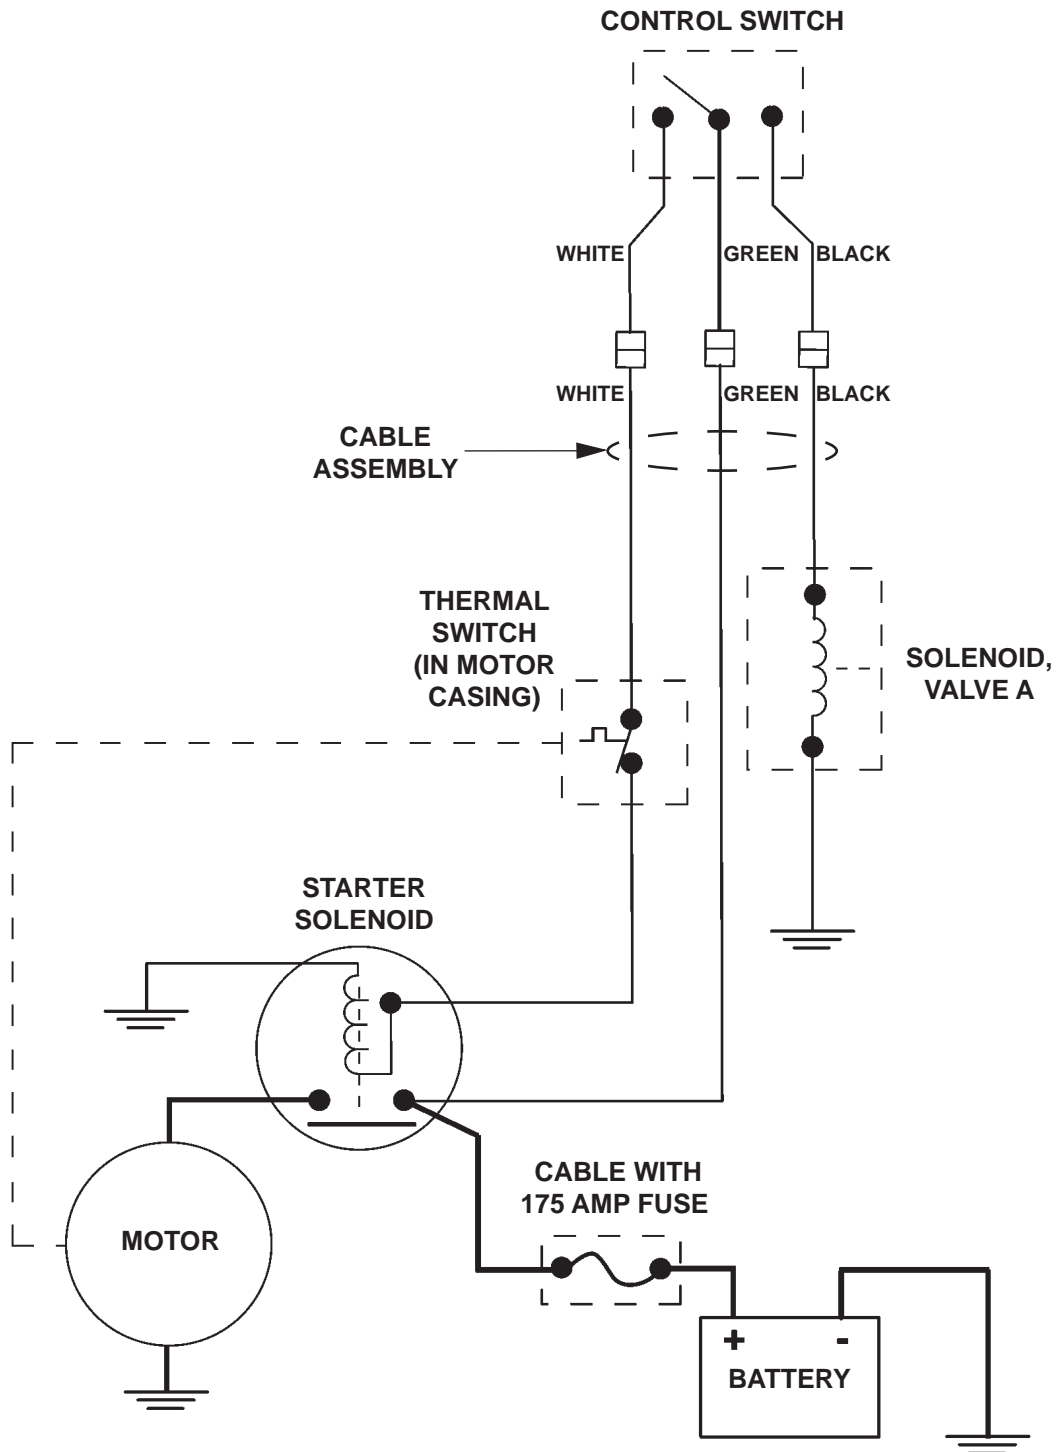 CONTROL SWITCH
WHITE
GREEN
BLACK
WHITE
GREEN
BLACK
CABLE
ASSEMBLY
THERMAL
SWITCH
(IN MOTOR
CASING)
SOLENOID,
VALVE A
STARTER
SOLENOID
CABLE WITH
175 AMP FUSE
MOTOR
+ -
BATTERY